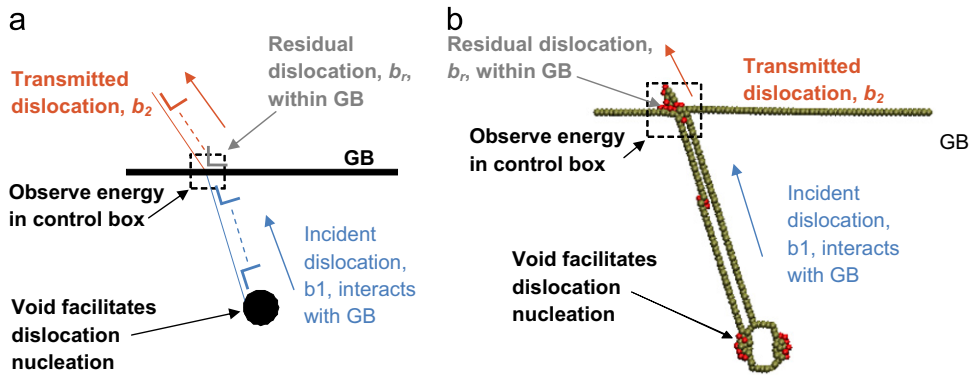 a
Transmitted
dislocation, b2
Residual
dislocation, br,
within GB
GB
Observe energy
in control box
Incident
dislocation,
b1, interacts
with GB
Void facilitates
dislocation
nucleation
b
Residual dislocation,
br, within GB
Transmitted
dislocation, b2
GB
Observe energy
in control box
Incident
dislocation,
b1, interacts
with GB
Void facilitates
dislocation
nucleation